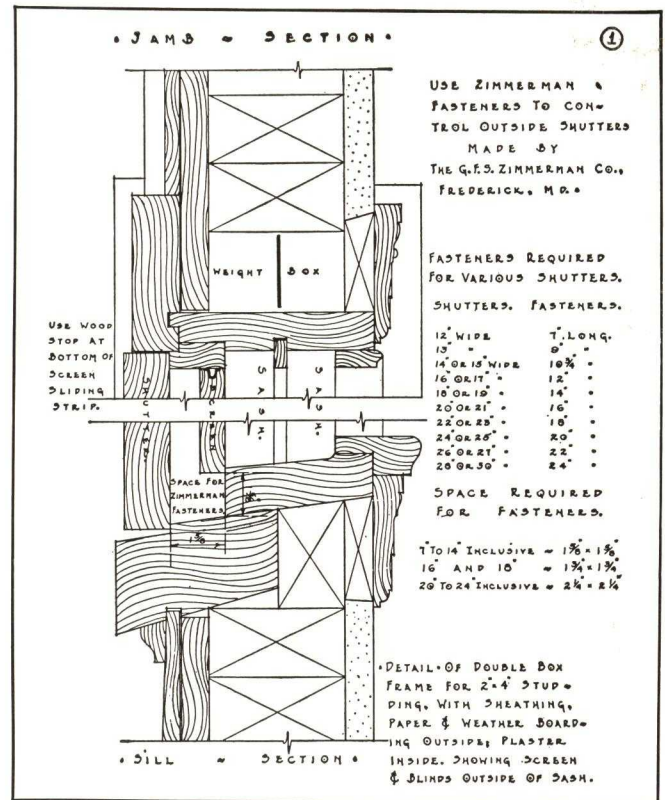 • JAMB ~ SECTION •
1
USE ZIMMERMAN •
FASTENERS TO CON-
TROL OUTSIDE SHUTTERS
MADE BY
THE G.F.S. ZIMMERMAN CO.,
FREDERICK, MD. •
WEIGHT BOX
FASTENERS REQUIRED
FOR VARIOUS SHUTTERS.
SHUTTERS. FASTENERS.
12" WIDE 7" LONG.
13" " 9" "
14" OR 15" WIDE 10¾" "
16" OR 17" " 12" "
18" OR 19" " 14" "
20" OR 21" " 16" "
22" OR 23" " 18" "
24" OR 25" " 20" "
26" OR 27" " 22" "
28" OR 30" " 24" "
USE WOOD
STOP AT
BOTTOM OF
SCREEN
SLIDING
STRIP.
SHUTTER.
SCREEN
SASH.
SASH.
SPACE FOR
ZIMMERMAN
FASTENERS
1⅝"
SPACE REQUIRED
FOR FASTENERS.
7" TO 14" INCLUSIVE ~ 1⅝" × 1⅝"
16" AND 18" ~ 1¾" × 1¾"
20" TO 24" INCLUSIVE ~ 2¼" × 2¼"
• DETAIL • OF DOUBLE BOX
FRAME FOR 2" × 4" STUD-
DING, WITH SHEATHING,
PAPER & WEATHER BOARD-
ING OUTSIDE; PLASTER
INSIDE. SHOWING SCREEN
& BLINDS OUTSIDE OF SASH.
• SILL ~ SECTION •